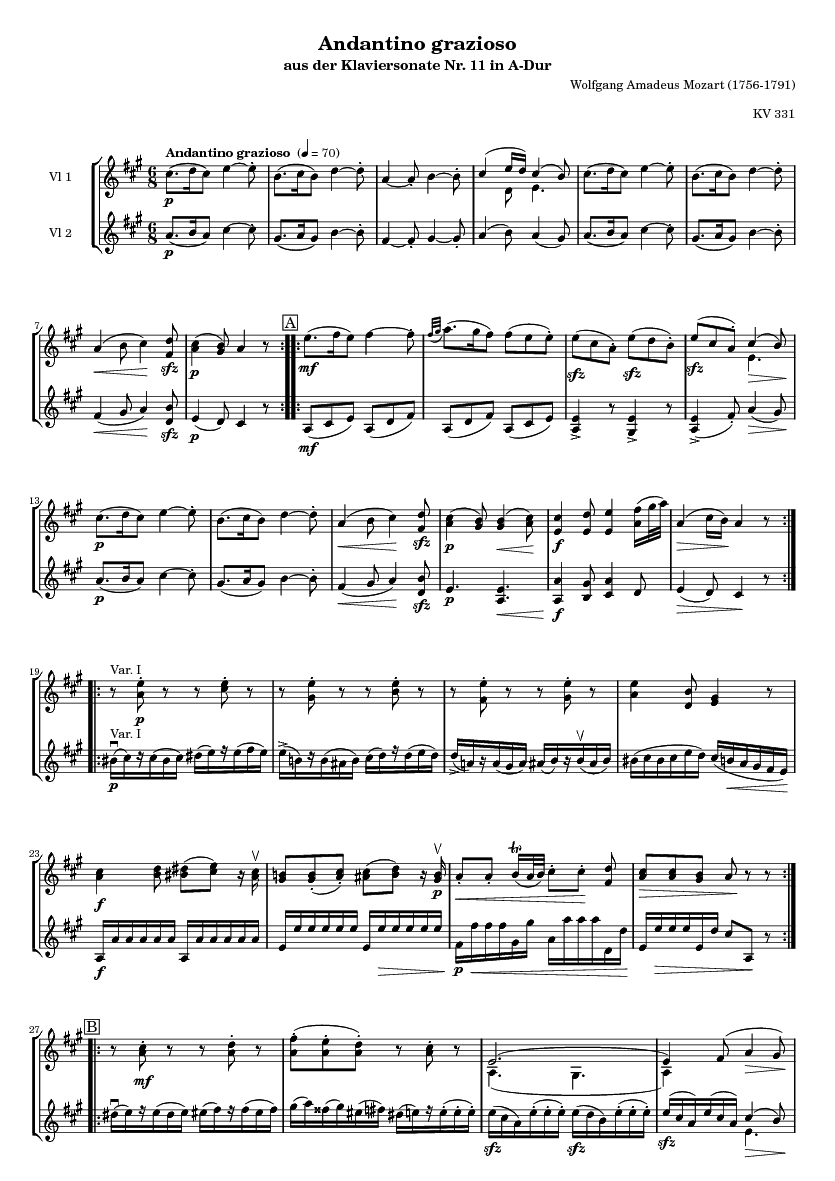 Andantino grazioso
aus der Klaviersonate Nr. 11 in A-Dur
Wolfgang Amadeus Mozart (1756-1791)
KV 331
Andantino grazioso (♩ = 70)
Vl 1
p
Vl 2
p
7
A
sfz
p
mf
sfz
sfz
sfz
sfz
p
mf
13
p
sfz
p
f
p
sfz
p
f
19
Var. I
p
Var. I
p
23
f
p
f
p
27
B
mf
sfz
sfz
sfz